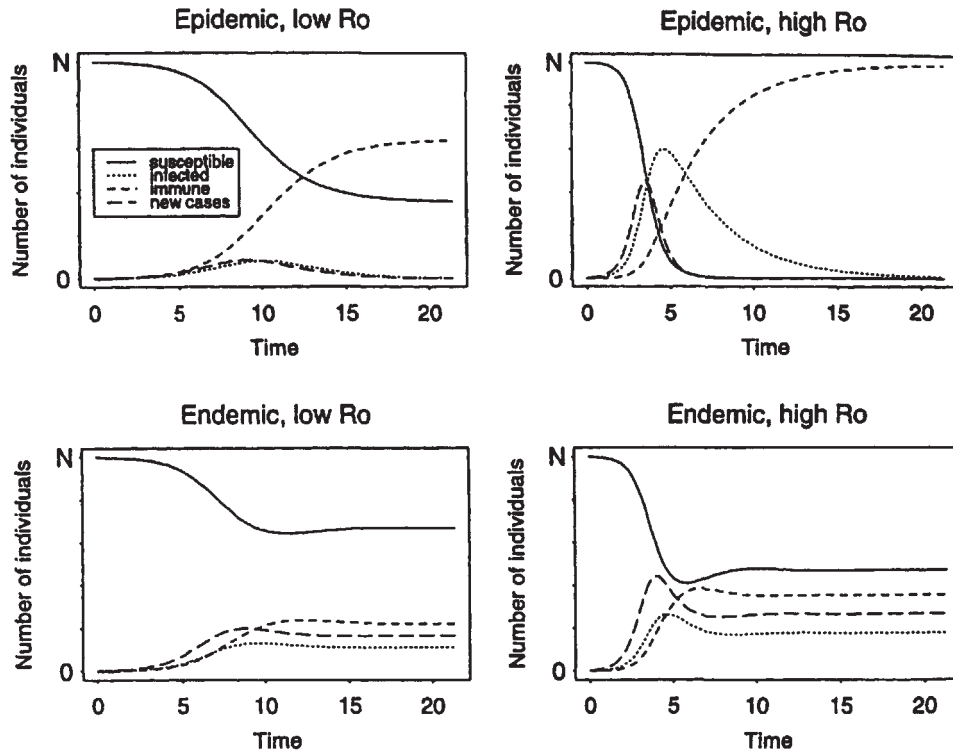 Epidemic, low Ro
Number of individuals
N
0
susceptible
infected
immune
new cases
0 5 10 15 20
Time
Epidemic, high Ro
Number of individuals
N
0
0 5 10 15 20
Time
Endemic, low Ro
Number of individuals
N
0
0 5 10 15 20
Time
Endemic, high Ro
Number of individuals
N
0
0 5 10 15 20
Time